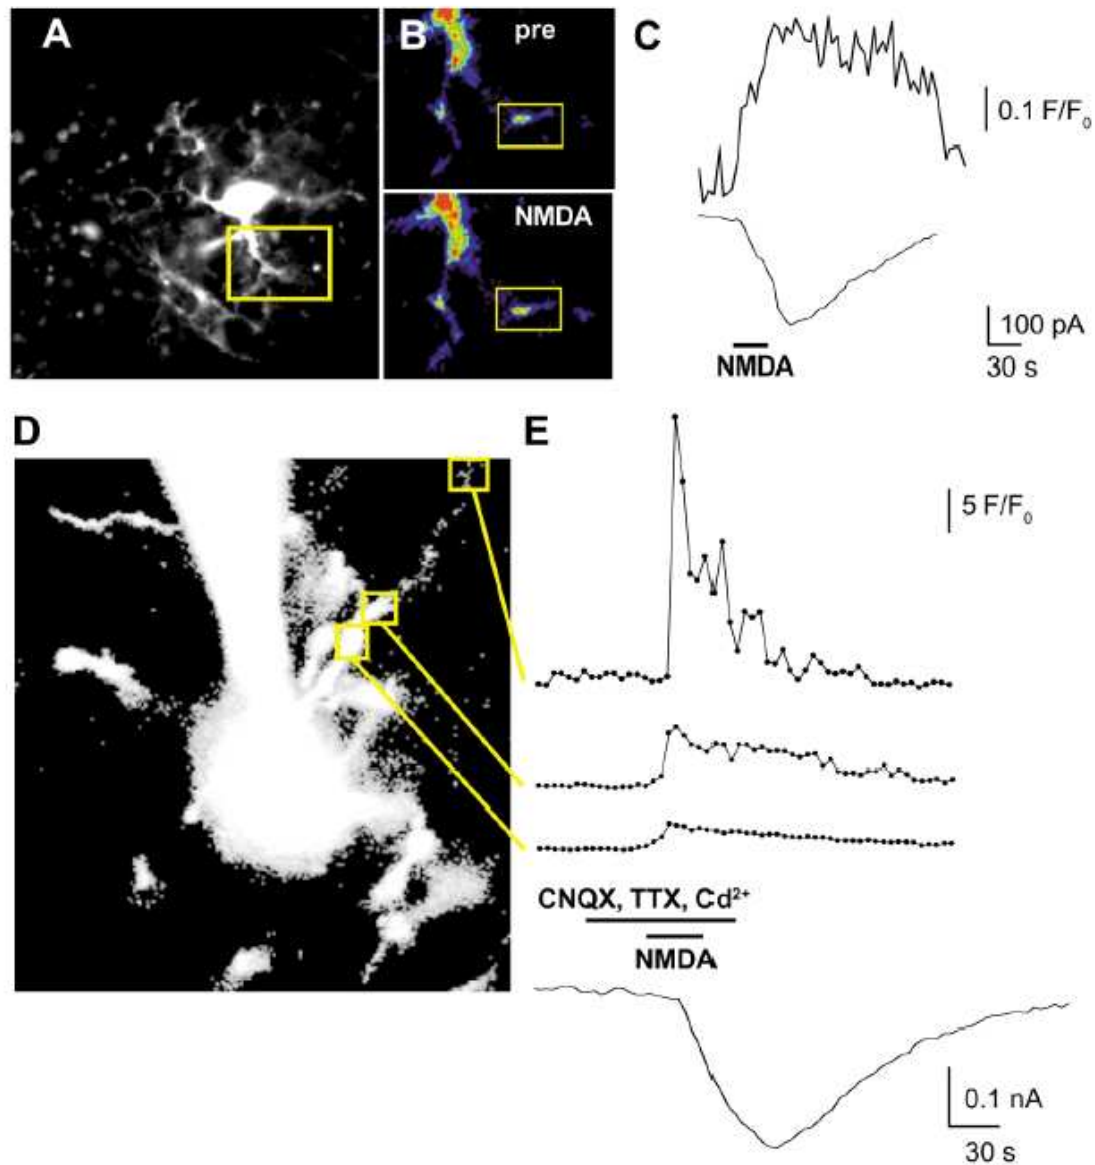 A
B
pre
NMDA
C
0.1 F/F₀
100 pA
30 s
NMDA
D
E
5 F/F₀
CNQX, TTX, Cd²⁺
NMDA
0.1 nA
30 s